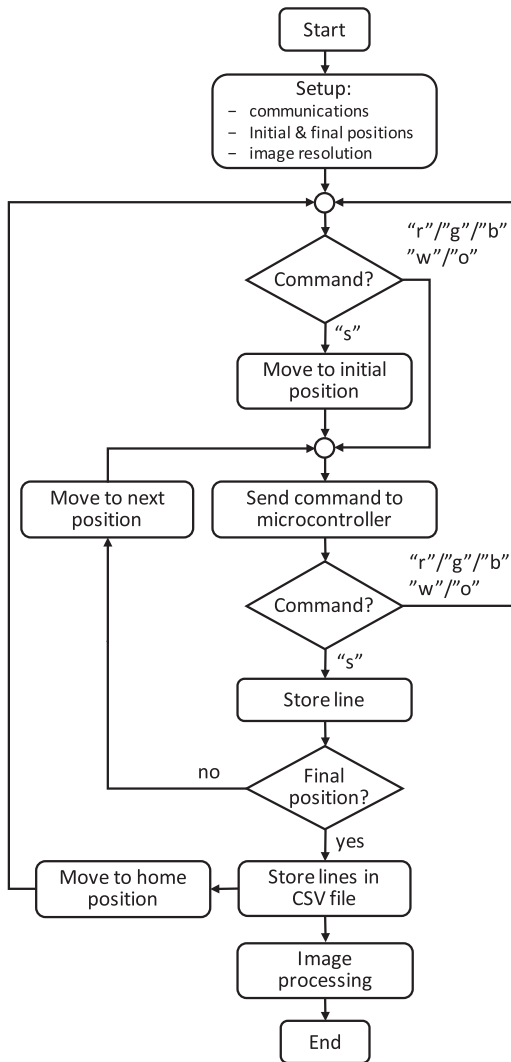 Start
Setup:
– communications
– Initial & final positions
– image resolution
“r”/”g”/”b”
”w”/”o”
Command?
“s”
Move to initial
position
Move to next
position
Send command to
microcontroller
“r”/”g”/”b”
”w”/”o”
Command?
“s”
Store line
no
Final
position?
yes
Move to home
position
Store lines in
CSV file
Image
processing
End